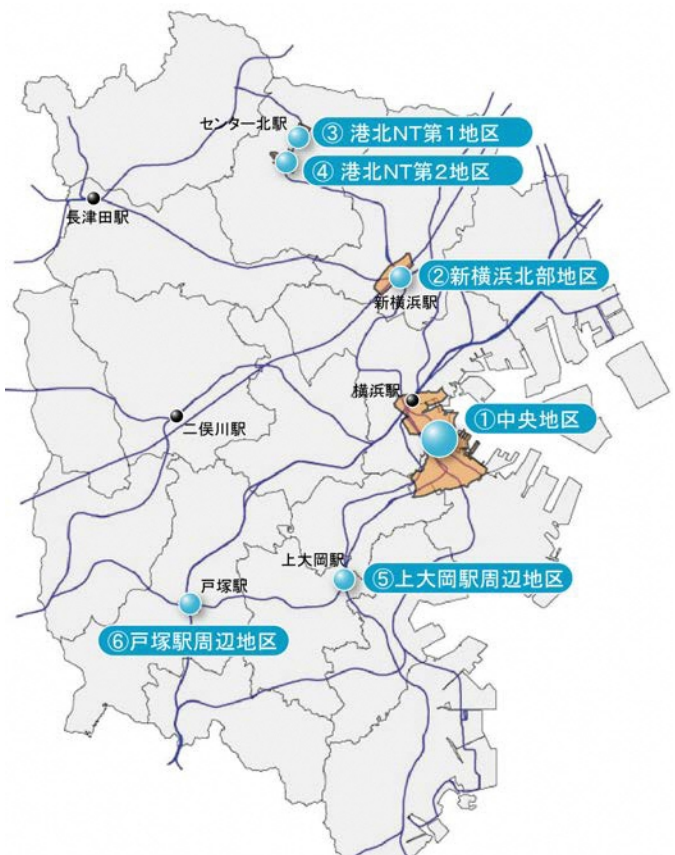 センター北駅
③ 港北NT第1地区
④ 港北NT第2地区
長津田駅
②新横浜北部地区
新横浜駅
横浜駅
①中央地区
二俣川駅
上大岡駅
⑤上大岡駅周辺地区
戸塚駅
⑥戸塚駅周辺地区